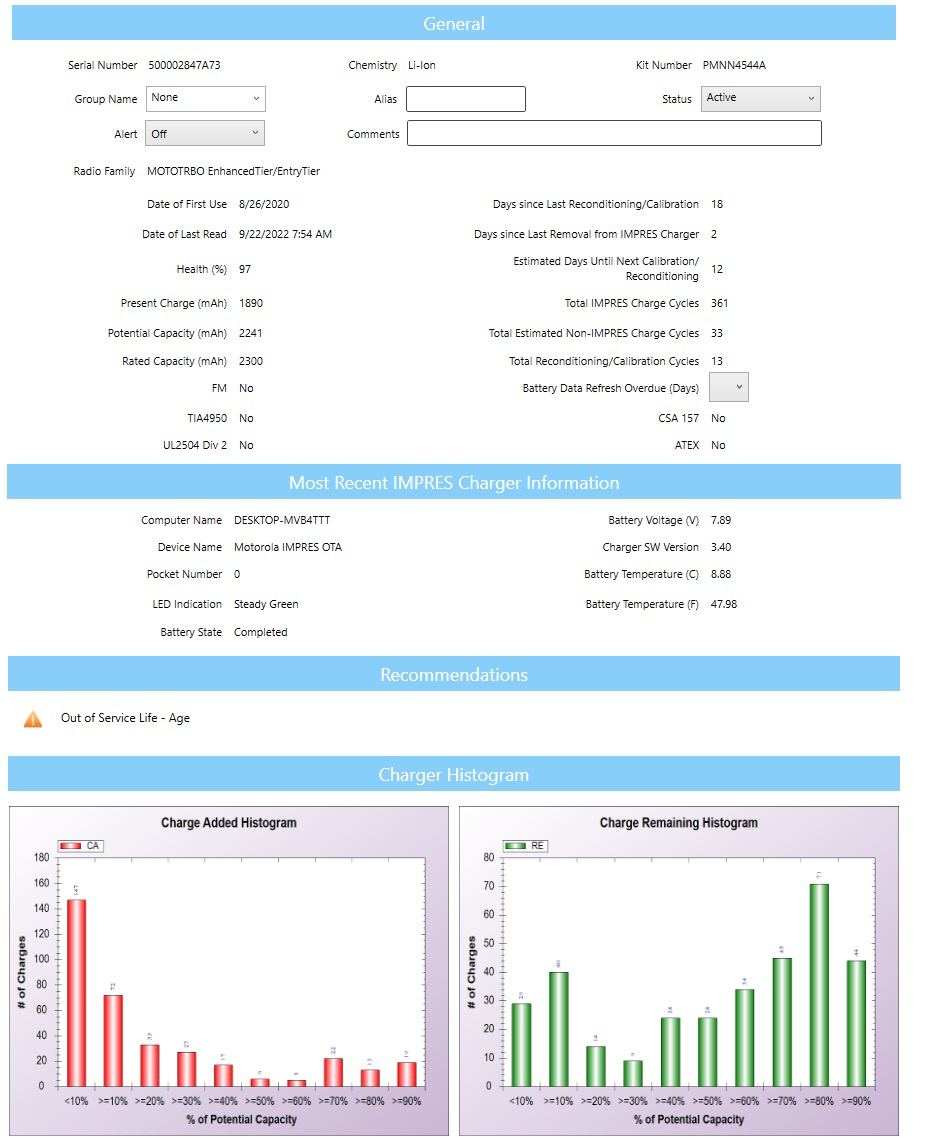 General
Serial Number 500002847A73 Chemistry Li-Ion Kit Number PMNN4544A
Group Name None Alias Status Active
Alert Off Comments
Radio Family MOTOTRBO EnhancedTier/EntryTier
Date of First Use 8/26/2020 Days since Last Reconditioning/Calibration 18
Date of Last Read 9/22/2022 7:54 AM Days since Last Removal from IMPRES Charger 2
Health (%) 97 Estimated Days Until Next Calibration/
Reconditioning 12
Present Charge (mAh) 1890 Total IMPRES Charge Cycles 361
Potential Capacity (mAh) 2241 Total Estimated Non-IMPRES Charge Cycles 33
Rated Capacity (mAh) 2300 Total Reconditioning/Calibration Cycles 13
FM No Battery Data Refresh Overdue (Days)
TIA4950 No CSA 157 No
UL2504 Div 2 No ATEX No
Most Recent IMPRES Charger Information
Computer Name DESKTOP-MVB4TTT Battery Voltage (V) 7.89
Device Name Motorola IMPRES OTA Charger SW Version 3.40
Pocket Number 0 Battery Temperature (C) 8.88
LED Indication Steady Green Battery Temperature (F) 47.98
Battery State Completed
Recommendations
Out of Service Life - Age
Charger Histogram
Charge Added Histogram
CA
180
160
140
120
100
80
60
40
20
0
# of Charges
147
72
33
27
17
6
5
22
13
19
<10% >=10% >=20% >=30% >=40% >=50% >=60% >=70% >=80% >=90%
% of Potential Capacity
Charge Remaining Histogram
RE
80
70
60
50
40
30
20
10
0
# of Charges
29
40
14
9
24
24
34
45
71
44
<10% >=10% >=20% >=30% >=40% >=50% >=60% >=70% >=80% >=90%
% of Potential Capacity